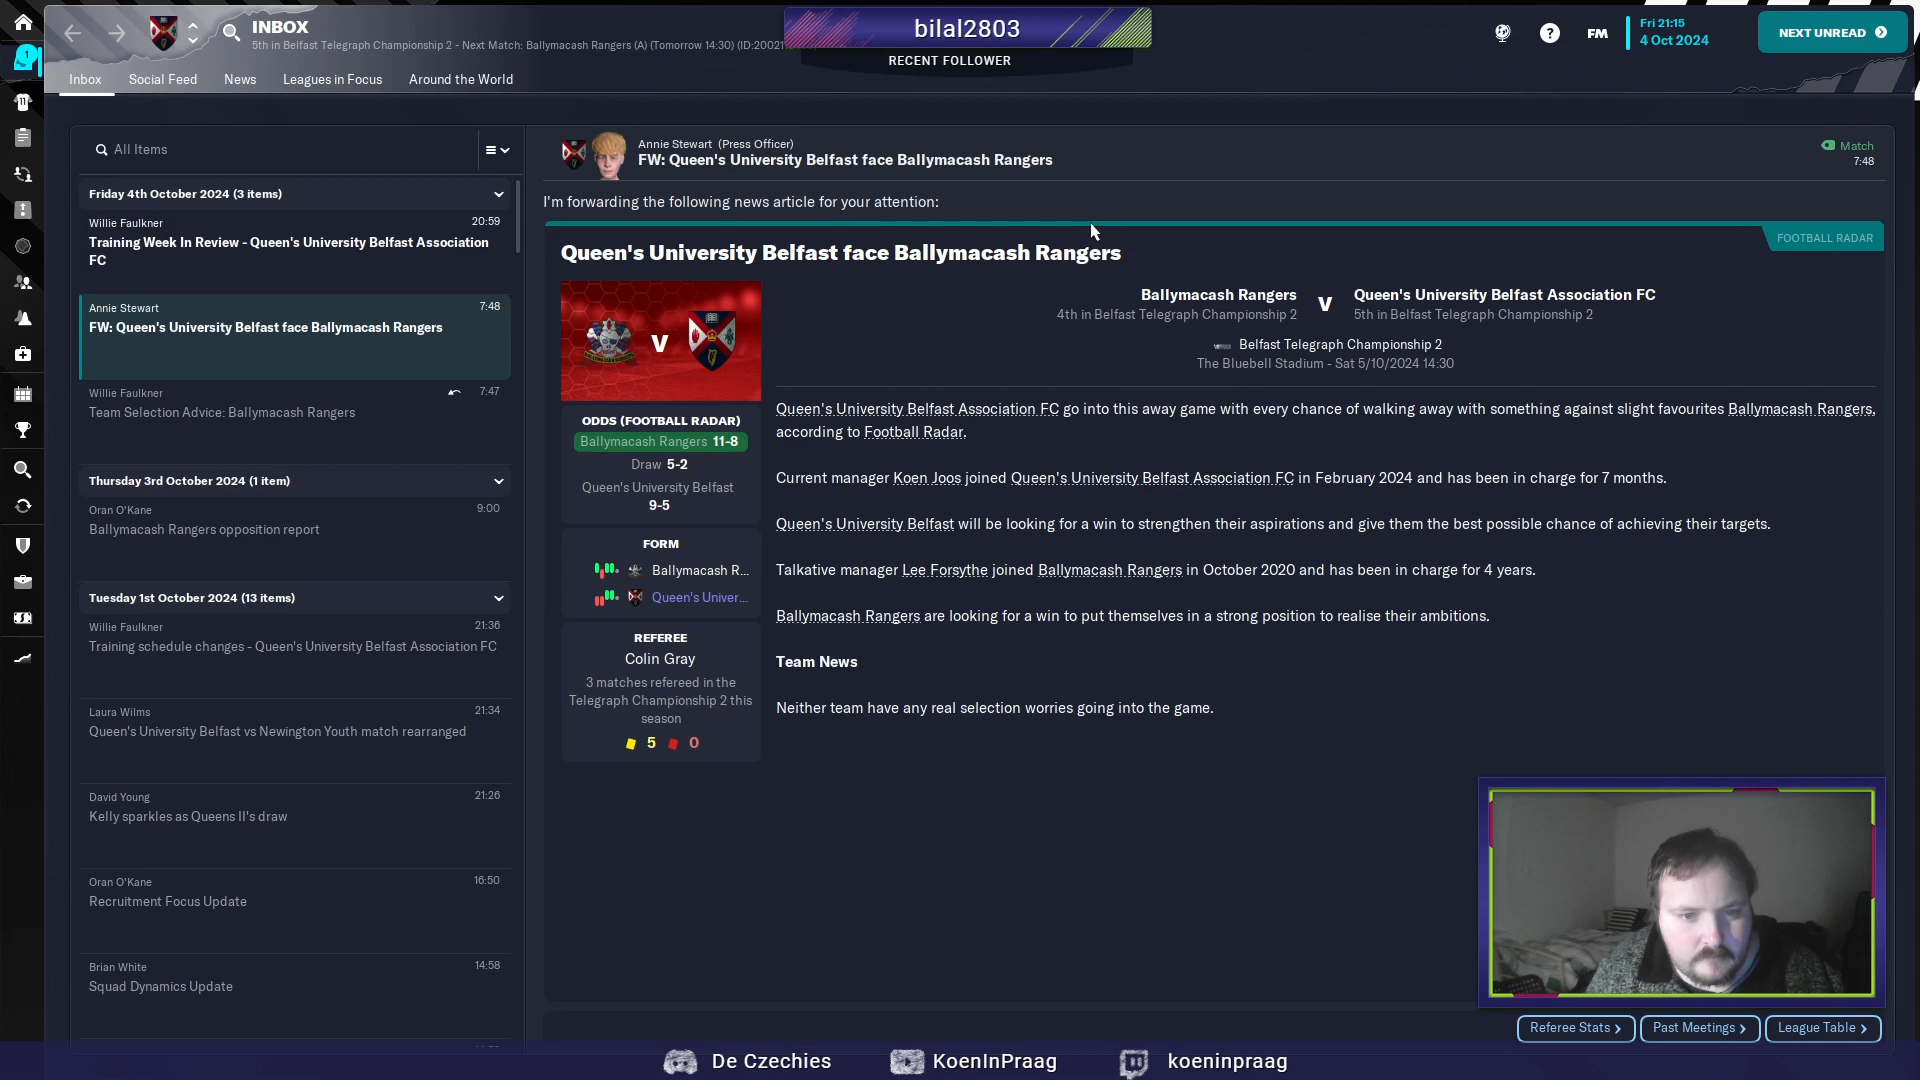 INBOX
5th in Belfast Telegraph Championship 2 - Next Match: Ballymacash Rangers (A) (Tomorrow 14:30) (ID:20021
bilal2803
RECENT FOLLOWER
FM
Fri 21:15
4 Oct 2024
NEXT UNREAD
Inbox
Social Feed
News
Leagues in Focus
Around the World
All Items
Friday 4th October 2024 (3 items)
Willie Faulkner
20:59
Training Week In Review - Queen's University Belfast Association
FC
Annie Stewart
7:48
FW: Queen's University Belfast face Ballymacash Rangers
Willie Faulkner
7:47
Team Selection Advice: Ballymacash Rangers
Thursday 3rd October 2024 (1 item)
Oran O'Kane
9:00
Ballymacash Rangers opposition report
Tuesday 1st October 2024 (13 items)
Willie Faulkner
21:36
Training schedule changes - Queen's University Belfast Association FC
Laura Wilms
21:34
Queen's University Belfast vs Newington Youth match rearranged
David Young
21:26
Kelly sparkles as Queens II's draw
Oran O'Kane
16:50
Recruitment Focus Update
Brian White
14:58
Squad Dynamics Update
Annie Stewart (Press Officer)
FW: Queen's University Belfast face Ballymacash Rangers
Match
7:48
I'm forwarding the following news article for your attention:
FOOTBALL RADAR
Queen's University Belfast face Ballymacash Rangers
V
Ballymacash Rangers
4th in Belfast Telegraph Championship 2
V
Queen's University Belfast Association FC
5th in Belfast Telegraph Championship 2
Belfast Telegraph Championship 2
The Bluebell Stadium - Sat 5/10/2024 14:30
ODDS (FOOTBALL RADAR)
Ballymacash Rangers 11-8
Draw 5-2
Queen's University Belfast
9-5
FORM
Ballymacash R...
Queen's Univer...
REFEREE
Colin Gray
3 matches refereed in the
Telegraph Championship 2 this
season
5 0
Queen's University Belfast Association FC go into this away game with every chance of walking away with something against slight favourites Ballymacash Rangers,
according to Football Radar.
Current manager Koen Joos joined Queen's University Belfast Association FC in February 2024 and has been in charge for 7 months.
Queen's University Belfast will be looking for a win to strengthen their aspirations and give them the best possible chance of achieving their targets.
Talkative manager Lee Forsythe joined Ballymacash Rangers in October 2020 and has been in charge for 4 years.
Ballymacash Rangers are looking for a win to put themselves in a strong position to realise their ambitions.
Team News
Neither team have any real selection worries going into the game.
Referee Stats
Past Meetings
League Table
De Czechies
KoenInPraag
koeninpraag